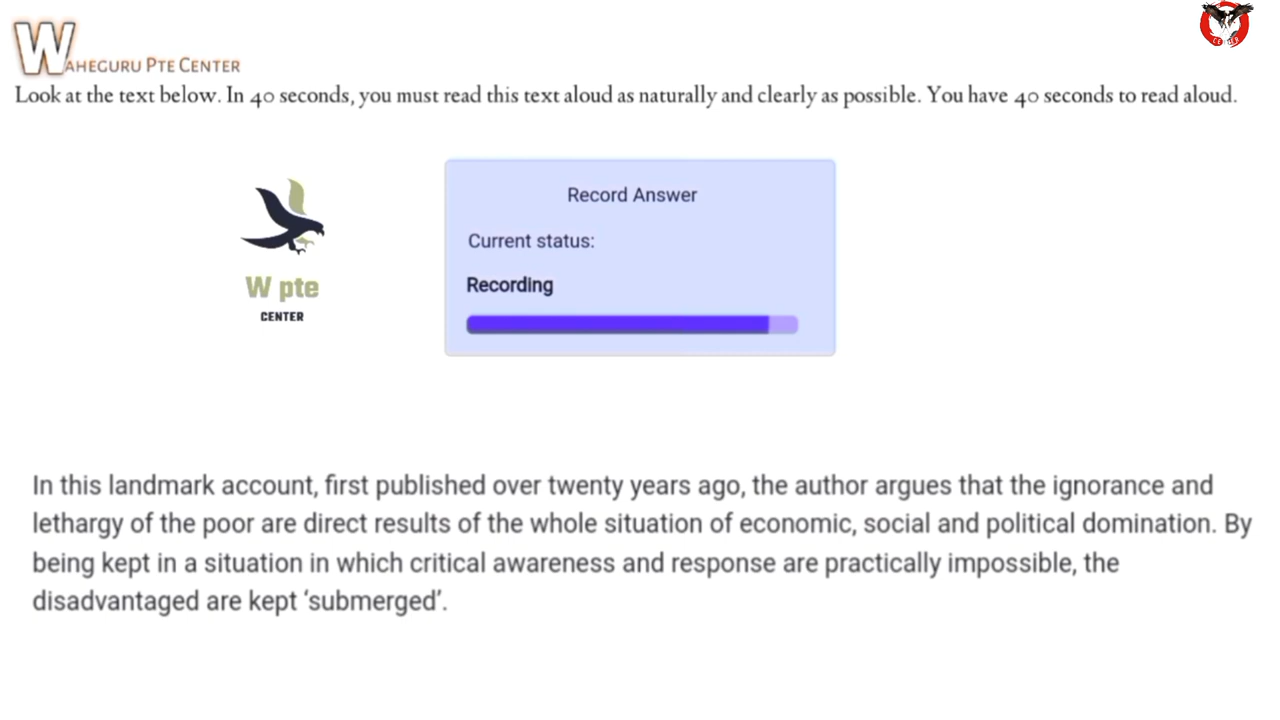 WAHEGURU PTE CENTER
Look at the text below. In 40 seconds, you must read this text aloud as naturally and clearly as possible. You have 40 seconds to read aloud.
Record Answer
Current status:
Recording
W pte
CENTER
In this landmark account, first published over twenty years ago, the author argues that the ignorance and
lethargy of the poor are direct results of the whole situation of economic, social and political domination. By
being kept in a situation in which critical awareness and response are practically impossible, the
disadvantaged are kept ‘submerged’.